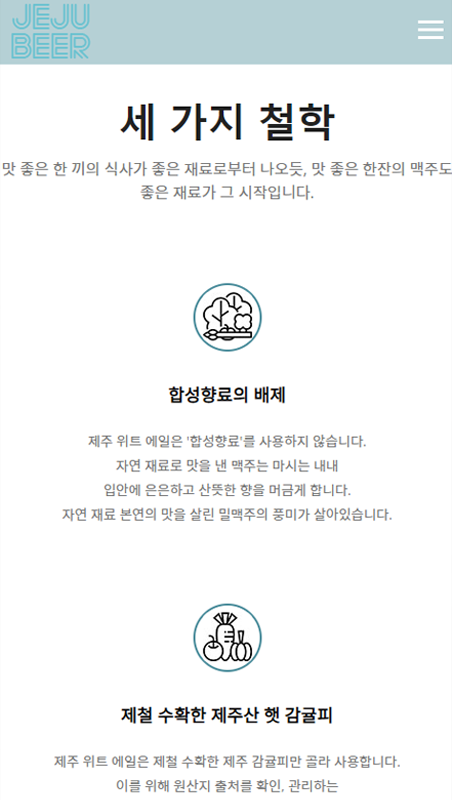 JEJU
BEER
세 가지 철학
맛 좋은 한 끼의 식사가 좋은 재료로부터 나오듯, 맛 좋은 한잔의 맥주도
좋은 재료가 그 시작입니다.
합성향료의 배제
제주 위트 에일은 '합성향료'를 사용하지 않습니다.
자연 재료로 맛을 낸 맥주는 마시는 내내
입안에 은은하고 산뜻한 향을 머금게 합니다.
자연 재료 본연의 맛을 살린 밀맥주의 풍미가 살아있습니다.
제철 수확한 제주산 햇 감귤피
제주 위트 에일은 제철 수확한 제주 감귤피만 골라 사용합니다.
이를 위해 원산지 출처를 확인, 관리하는